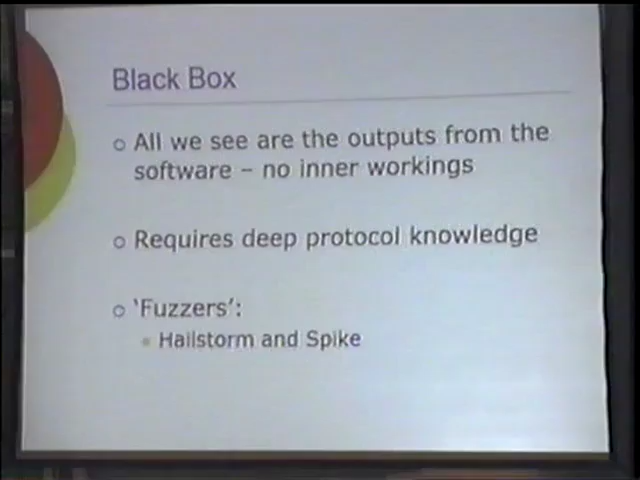 Black Box
All we see are the outputs from the
software – no inner workings
Requires deep protocol knowledge
‘Fuzzers’:
Hailstorm and Spike